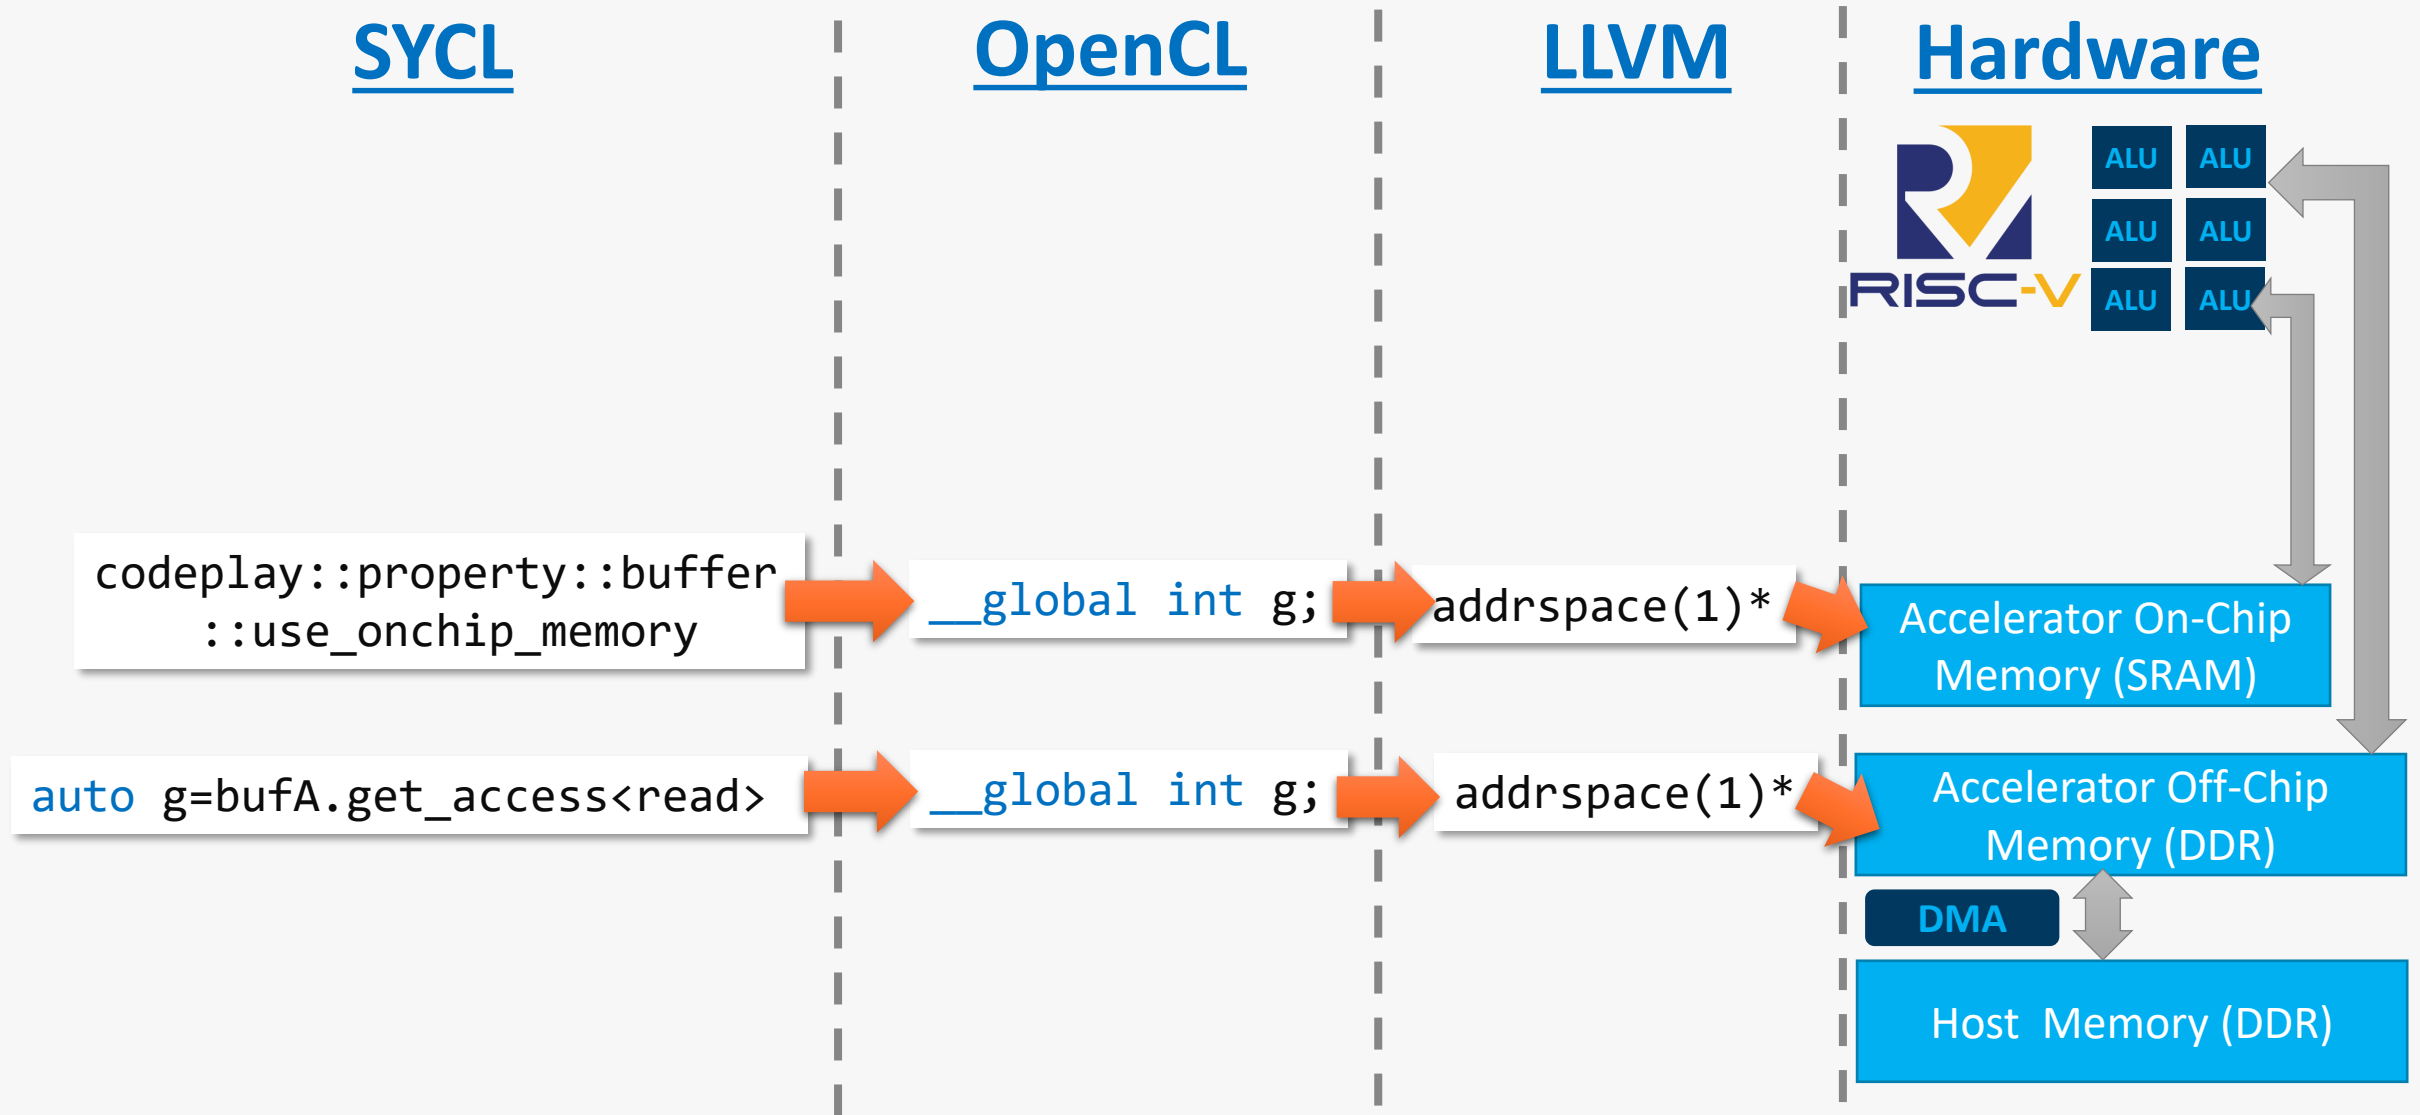 SYCL
OpenCL
LLVM
Hardware
RISC-V
ALU
ALU
ALU
ALU
ALU
ALU
codeplay::property::buffer
::use_onchip_memory
__global int g;
addrspace(1)*
Accelerator On-Chip
Memory (SRAM)
auto g=bufA.get_access<read>
__global int g;
addrspace(1)*
Accelerator Off-Chip
Memory (DDR)
DMA
Host Memory (DDR)